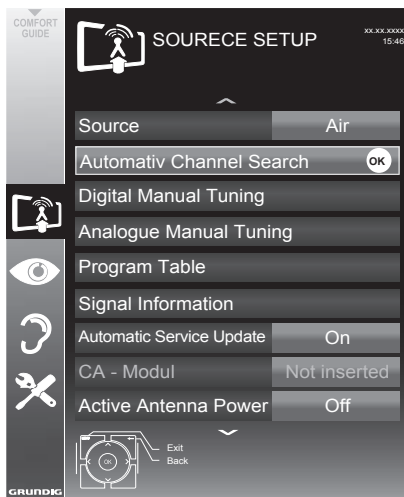 COMFORT
GUIDE
SOURECE SETUP
xx.xx.xxxx
15:46
Source Air
Automativ Channel Search OK
Digital Manual Tuning
Analogue Manual Tuning
Program Table
Signal Information
Automatic Service Update On
CA - Modul Not inserted
Active Antenna Power Off
Exit
Back
OK
GRUNDIG